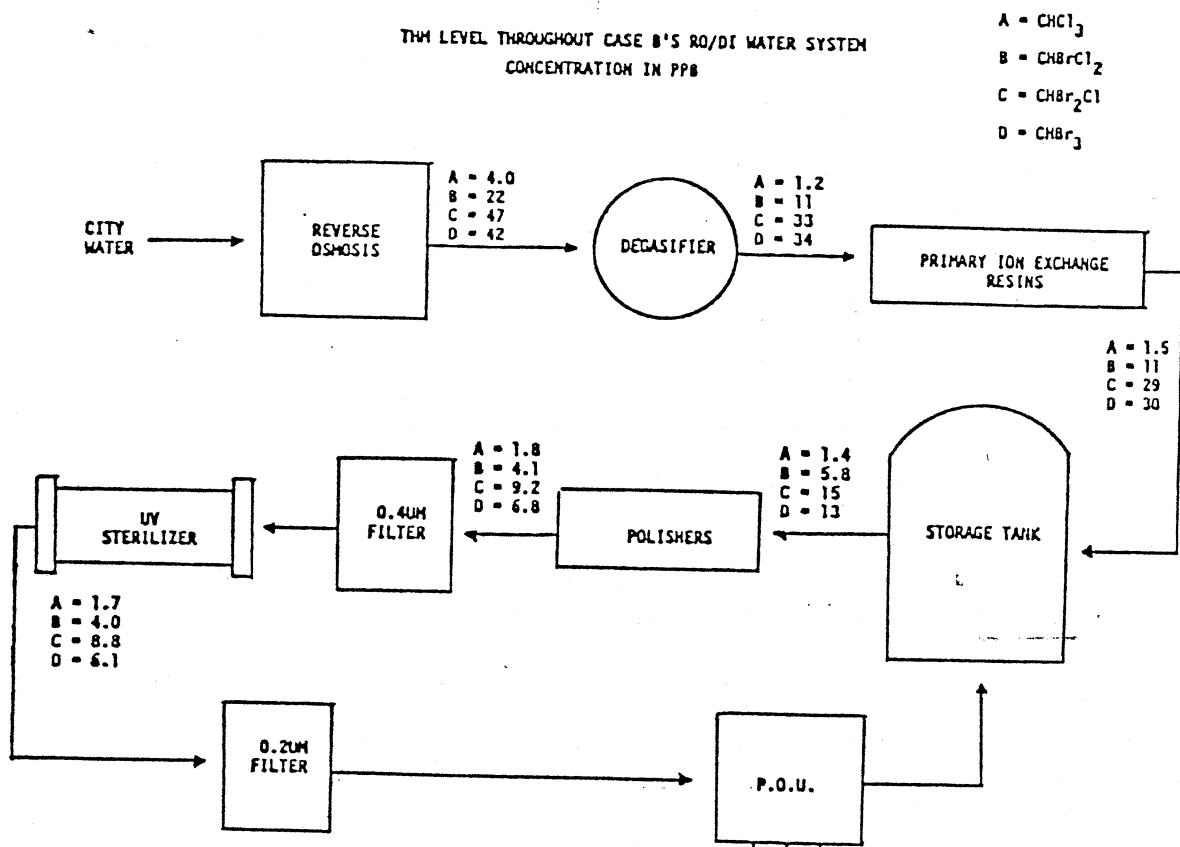 THM LEVEL THROUGHOUT CASE B'S RO/DI WATER SYSTEM
CONCENTRATION IN PPB
A = CHCl3
B = CHBrCl2
C = CHBr2Cl
D = CHBr3
CITY
WATER
REVERSE
OSMOSIS
A = 4.0
B = 22
C = 47
D = 42
DEGASIFIER
A = 1.2
B = 11
C = 33
D = 34
PRIMARY ION EXCHANGE
RESINS
A = 1.5
B = 11
C = 29
D = 30
UV
STERILIZER
0.4UM
FILTER
A = 1.8
B = 4.1
C = 9.2
D = 6.8
POLISHERS
A = 1.4
B = 5.8
C = 15
D = 13
STORAGE TANK
A = 1.7
B = 4.0
C = 8.8
D = 6.1
0.2UM
FILTER
P.O.U.